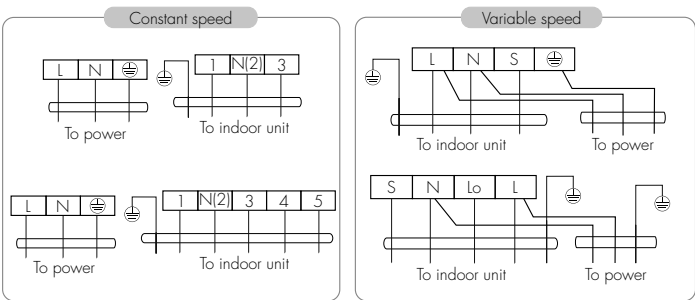 Constant speed
L N
1 N(2) 3
To power
To indoor unit
L N
1 N(2) 3 4 5
To power
To indoor unit
Variable speed
L N S
To indoor unit
To power
S N Lo L
To indoor unit
To power